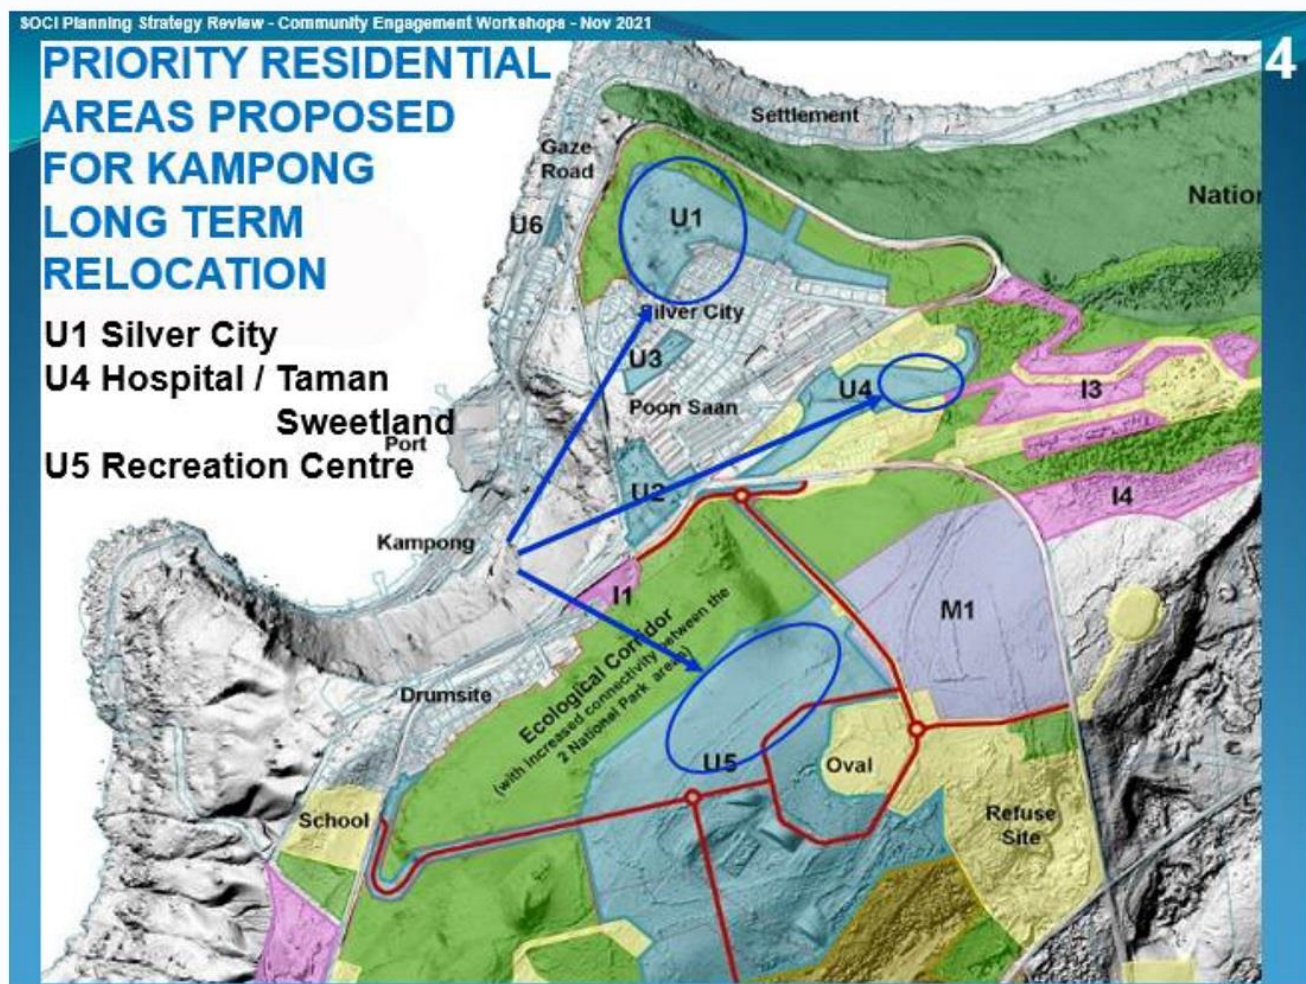 SOCI Planning Strategy Review - Community Engagement Workshops - Nov 2021
4
PRIORITY RESIDENTIAL
AREAS PROPOSED
FOR KAMPONG
LONG TERM
RELOCATION
U1 Silver City
U4 Hospital / Taman
Sweetland
U5 Recreation Centre
Settlement
Gaze
Road
Nation
U6
U1
Silver City
U3
U4
I3
Poon Saan
Port
U2
I4
Kampong
I1
M1
Ecological Corridor
(with increased connectivity between the
2 National Park areas)
Drumsite
U5
Oval
School
Refuse
Site